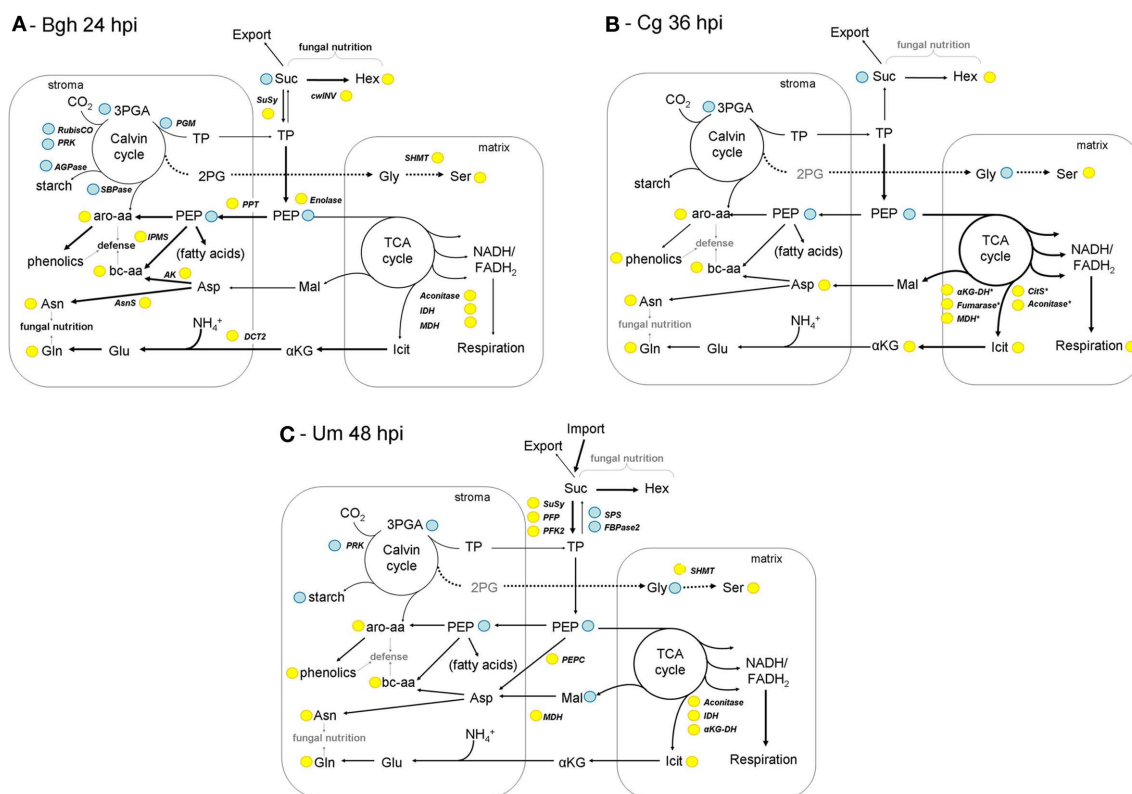 A - Bgh 24 hpi
Export
fungal nutrition
Suc
Hex
SuSy
cwINV
stroma
CO2
3PGA
PGM
RubisCO
PRK
Calvin
cycle
TP
TP
AGPase
starch
SBPase
2PG
matrix
SHMT
Gly
Ser
PPT
Enolase
aro-aa
PEP
PEP
defense
IPMS
phenolics
(fatty acids)
bc-aa
AK
Asp
Mal
TCA
cycle
NADH/
FADH2
Asn
AsnS
Aconitase
IDH
MDH
fungal nutrition
NH4+
DCT2
Gln
Glu
αKG
Icit
Respiration
B - Cg 36 hpi
Export
fungal nutrition
Suc
Hex
stroma
CO2
3PGA
Calvin
cycle
TP
TP
starch
2PG
matrix
Gly
Ser
aro-aa
PEP
PEP
defense
phenolics
(fatty acids)
bc-aa
Asp
Mal
TCA
cycle
NADH/
FADH2
Asn
αKG-DH*
CitS*
Fumarase*
Aconitase*
MDH*
fungal nutrition
NH4+
Gln
Glu
αKG
Icit
Respiration
C - Um 48 hpi
Import
Export
fungal nutrition
Suc
Hex
stroma
SuSy
PFP
PFK2
SPS
FBPase2
CO2
3PGA
PRK
Calvin
cycle
TP
TP
starch
2PG
matrix
SHMT
Gly
Ser
aro-aa
PEP
PEP
defense
phenolics
(fatty acids)
PEPC
bc-aa
Asp
Mal
TCA
cycle
NADH/
FADH2
Asn
MDH
Aconitase
IDH
αKG-DH
fungal nutrition
NH4+
Gln
Glu
αKG
Icit
Respiration